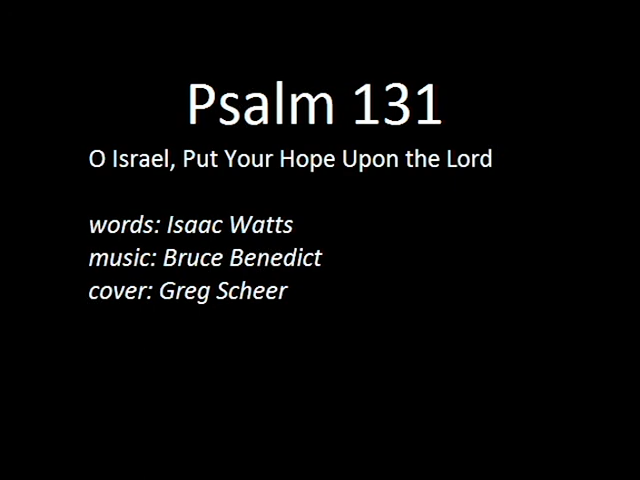 Psalm 131
O Israel, Put Your Hope Upon the Lord
words: Isaac Watts
music: Bruce Benedict
cover: Greg Scheer